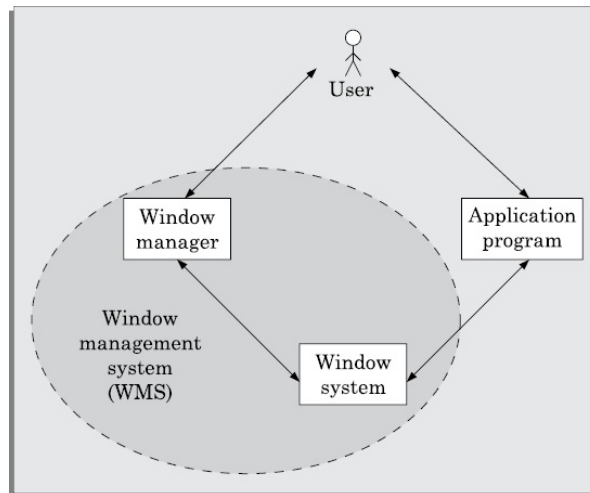 User
Window
manager
Application
program
Window
management
system
(WMS)
Window
system